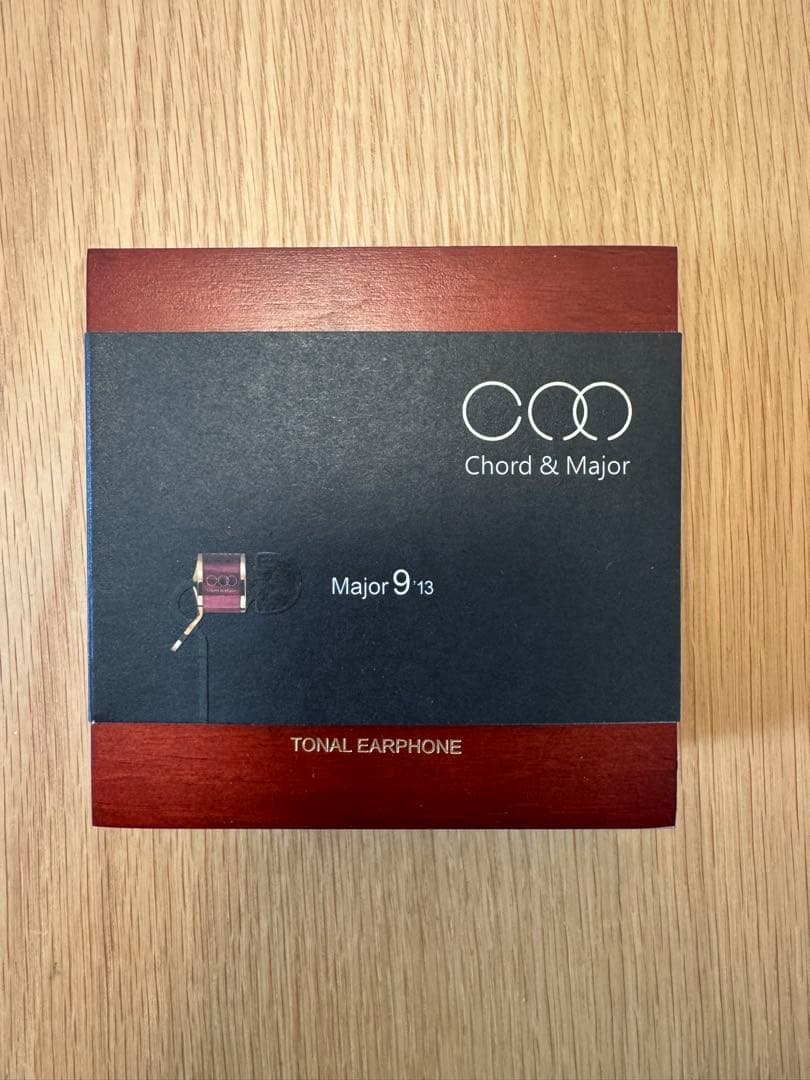 Chord & Major
Major 9 '13
TONAL EARPHONE